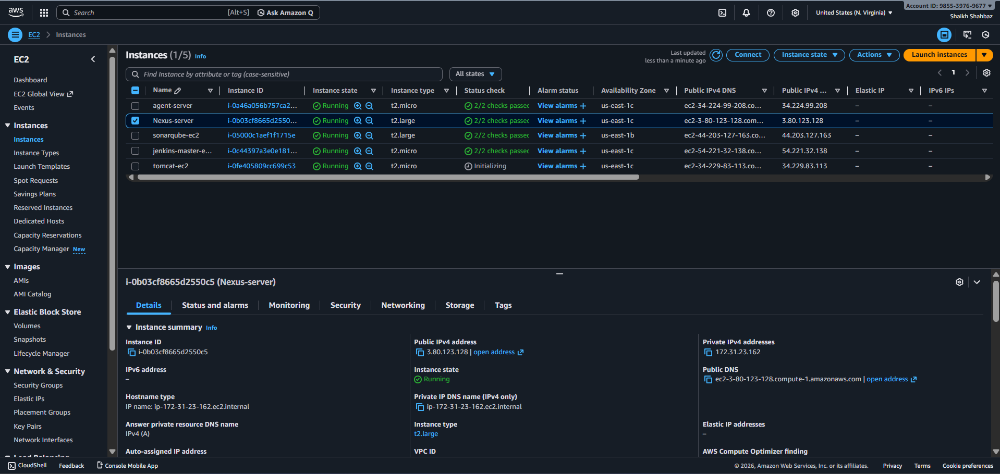 aws
Search [Alt+S] Ask Amazon Q
United States (N. Virginia)
Account ID: 9855-3976-9677
Shaikh Shahbaz
EC2 Instances
EC2
Dashboard
EC2 Global View
Events
Instances
Instances
Instance Types
Launch Templates
Spot Requests
Savings Plans
Reserved Instances
Dedicated Hosts
Capacity Reservations
Capacity Manager New
Images
AMIs
AMI Catalog
Elastic Block Store
Volumes
Snapshots
Lifecycle Manager
Network & Security
Security Groups
Elastic IPs
Placement Groups
Key Pairs
Network Interfaces
Load Balancing
Instances (1/5) Info
Last updated
less than a minute ago
Connect Instance state Actions Launch instances
Find Instance by attribute or tag (case-sensitive) All states 1
Name Instance ID Instance state Instance type Status check Alarm status Availability Zone Public IPv4 DNS Public IPv4 ... Elastic IP IPv6 IPs
agent-server i-0a46a056b757ca2... Running t2.micro 2/2 checks passec View alarms + us-east-1c ec2-34-224-99-208.co... 34.224.99.208 – –
Nexus-server i-0b03cf8665d2550... Running t2.large 2/2 checks passec View alarms + us-east-1c ec2-3-80-123-128.com... 3.80.123.128 – –
sonarqube-ec2 i-05000c1aef1f1715e Running t2.large 2/2 checks passec View alarms + us-east-1b ec2-44-203-127-163.co... 44.203.127.163 – –
jenkins-master-e... i-0c44397a3e0e181... Running t2.micro 2/2 checks passec View alarms + us-east-1c ec2-54-221-32-138.co... 54.221.32.138 – –
tomcat-ec2 i-0fe405809cc699c53 Running t2.micro Initializing View alarms + us-east-1c ec2-34-229-83-113.co... 34.229.83.113 – –
i-0b03cf8665d2550c5 (Nexus-server)
Details Status and alarms Monitoring Security Networking Storage Tags
Instance summary Info
Instance ID
i-0b03cf8665d2550c5
Public IPv4 address
3.80.123.128 | open address
Private IPv4 addresses
172.31.23.162
IPv6 address
–
Instance state
Running
Public DNS
ec2-3-80-123-128.compute-1.amazonaws.com | open address
Hostname type
IP name: ip-172-31-23-162.ec2.internal
Private IP DNS name (IPv4 only)
ip-172-31-23-162.ec2.internal
Answer private resource DNS name
IPv4 (A)
Instance type
t2.large
Elastic IP addresses
–
Auto-assigned IP address
VPC ID
AWS Compute Optimizer finding
CloudShell Feedback Console Mobile App
© 2026, Amazon Web Services, Inc. or its affiliates. Privacy Terms Cookie preferences